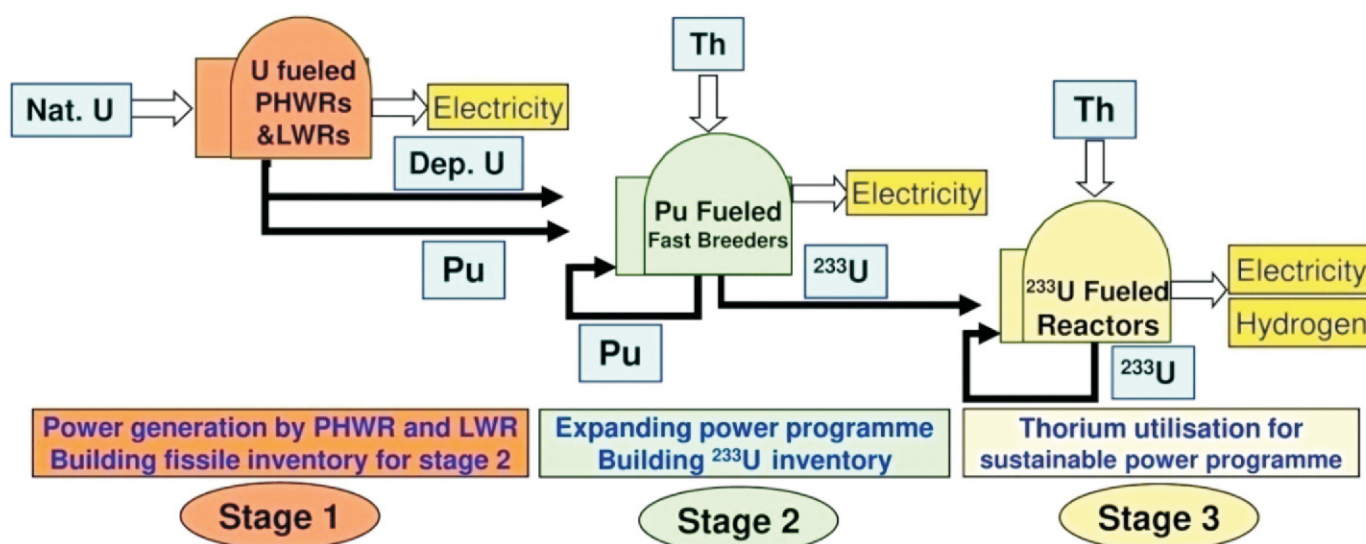 Nat. U
U fueled
PHWRs
&LWRs
Electricity
Dep. U
Pu
Th
Pu Fueled
Fast Breeders
Electricity
Pu
²³³U
Th
²³³U Fueled
Reactors
Electricity
Hydrogen
²³³U
Power generation by PHWR and LWR
Building fissile inventory for stage 2
Expanding power programme
Building ²³³U inventory
Thorium utilisation for
sustainable power programme
Stage 1
Stage 2
Stage 3